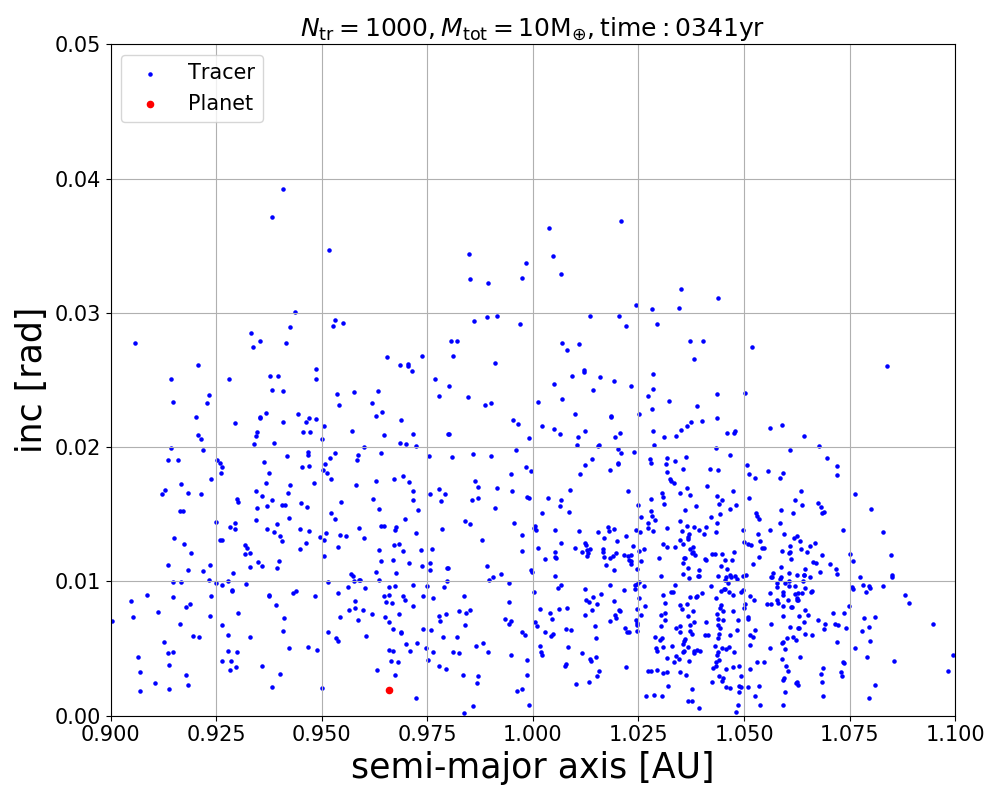 N_tr = 1000, M_tot = 10M_⊕, time : 0341yr
0.05
Tracer
Planet
0.04
0.03
inc [rad]
0.02
0.01
0.00
0.900 0.925 0.950 0.975 1.000 1.025 1.050 1.075 1.100
semi-major axis [AU]